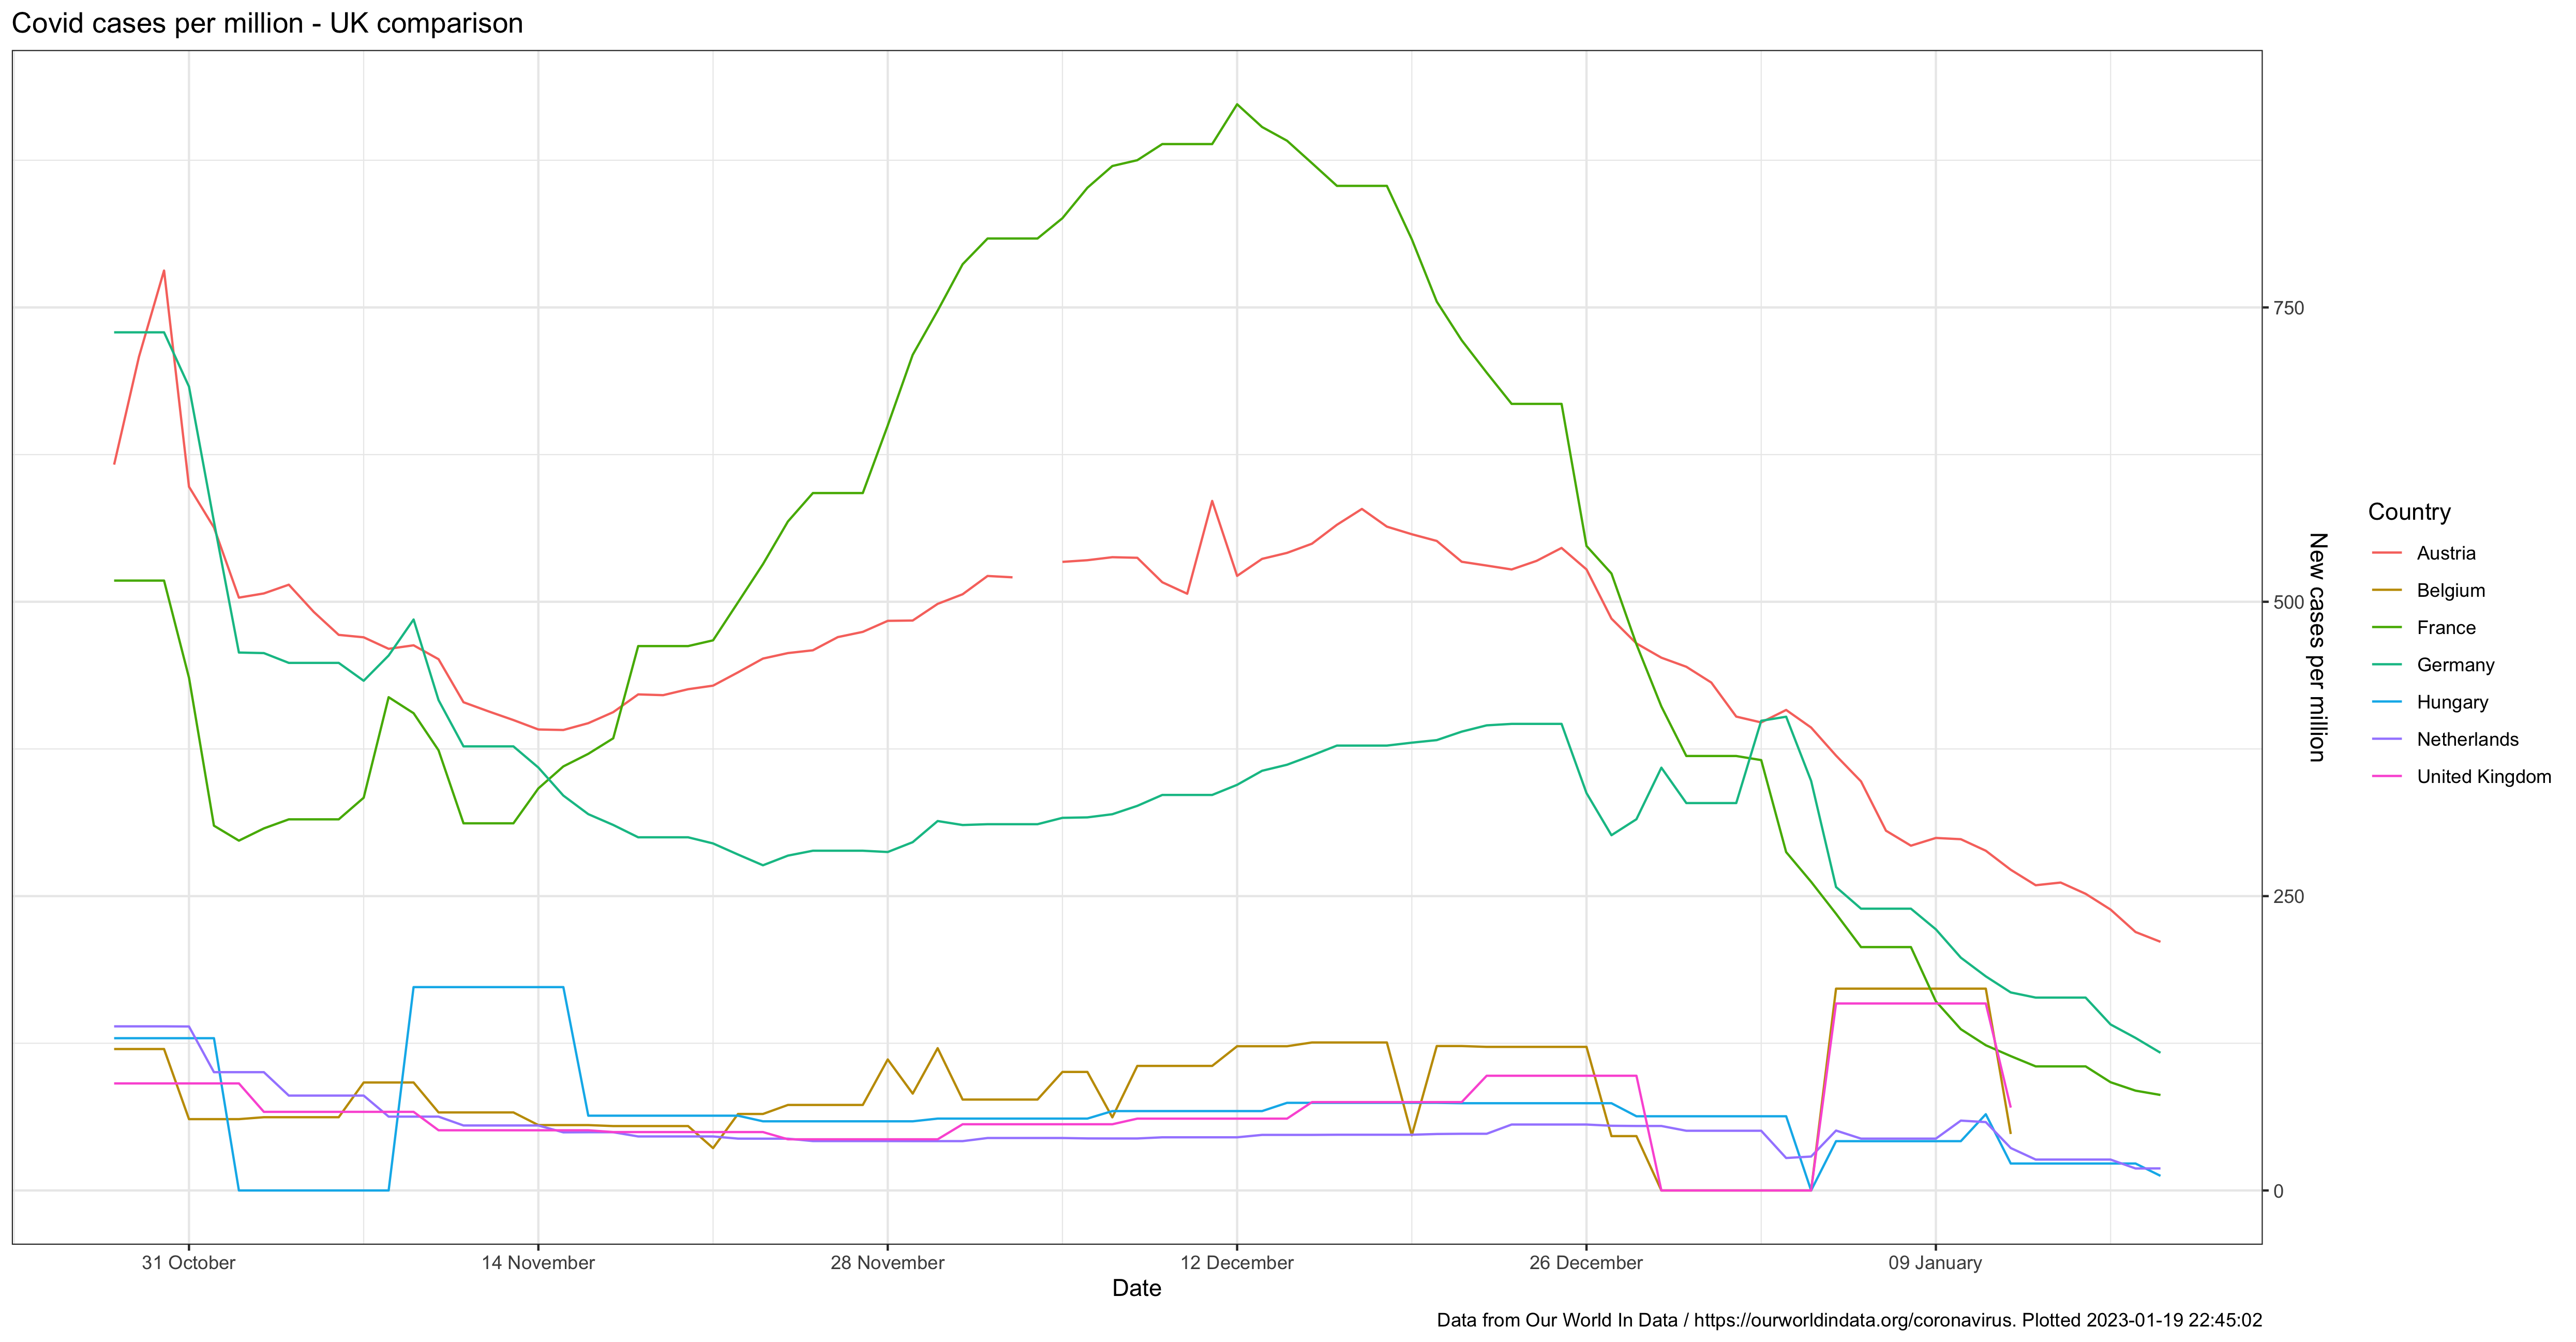 Covid cases per million - UK comparison
750
500
250
0
New cases per million
31 October
14 November
28 November
12 December
26 December
09 January
Date
Country
Austria
Belgium
France
Germany
Hungary
Netherlands
United Kingdom
Data from Our World In Data / https://ourworldindata.org/coronavirus. Plotted 2023-01-19 22:45:02